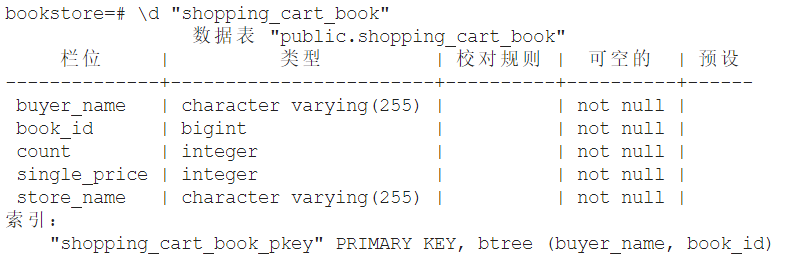 bookstore=# \d "shopping_cart_book"
数据表 "public.shopping_cart_book"
栏位 | 类型 | 校对规则 | 可空的 | 预设
--------------+------------------------+----------+----------+------
buyer_name | character varying(255) | | not null |
book_id | bigint | | not null |
count | integer | | not null |
single_price | integer | | not null |
store_name | character varying(255) | | not null |
索引：
"shopping_cart_book_pkey" PRIMARY KEY, btree (buyer_name, book_id)